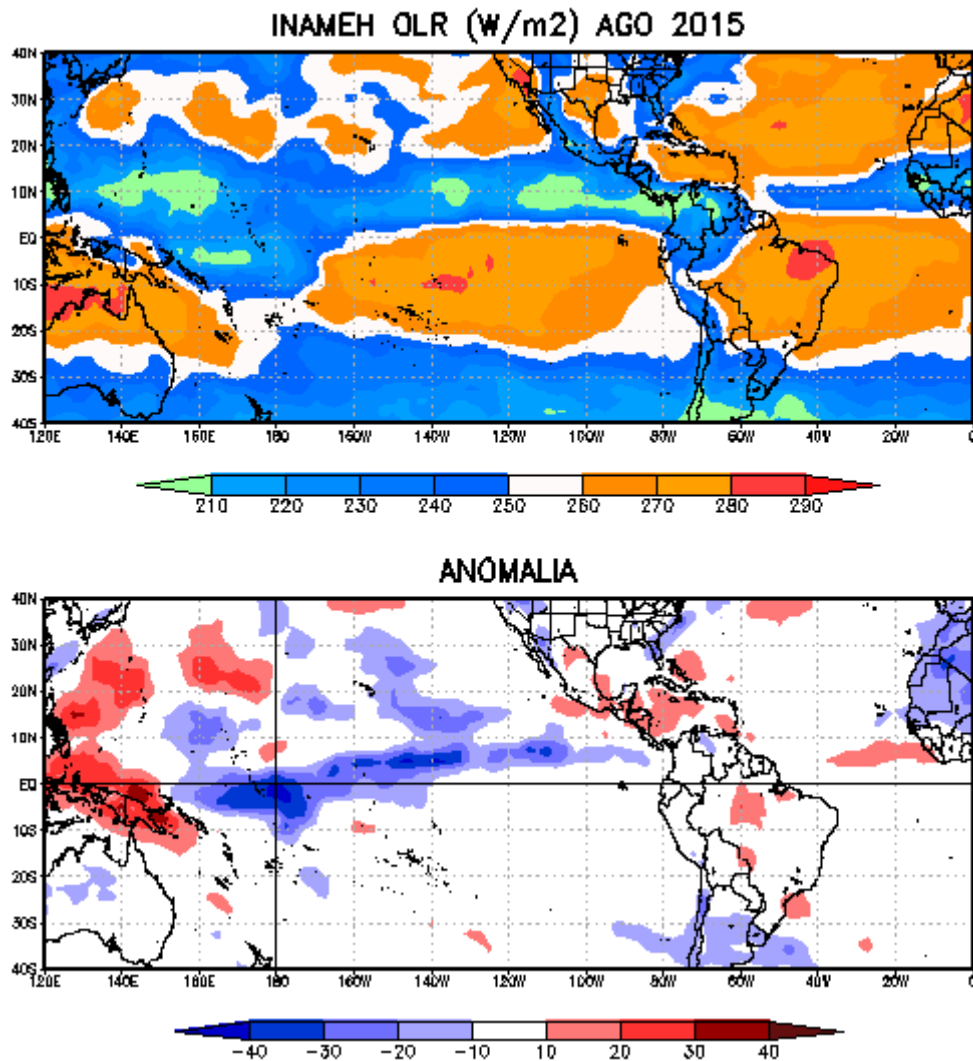 INAMEH OLR (W/m2) AGO 2015
40N
30N
20N
10N
EQ
10S
20S
30S
40S
120E 140E 160E 180 160W 140W 120W 100W 80W 60W 40W 20W 0
210 220 230 240 250 260 270 280 290
ANOMALIA
40N
30N
20N
10N
EQ
10S
20S
30S
40S
120E 140E 160E 180 160W 140W 120W 100W 80W 60W 40W 20W 0
-40 -30 -20 -10 10 20 30 40